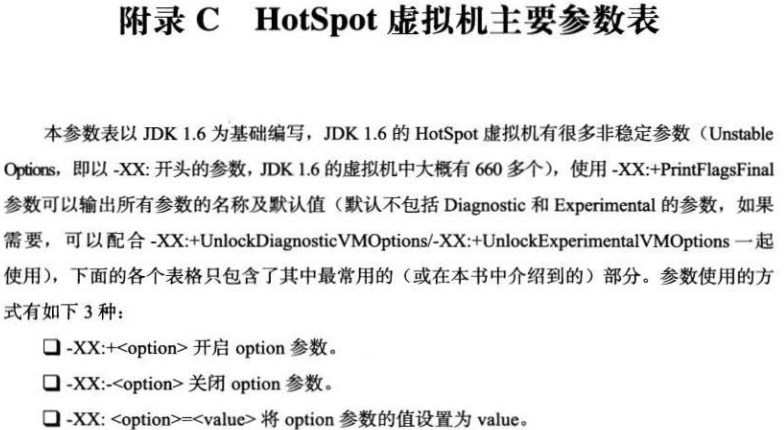 附录 C HotSpot 虚拟机主要参数表
本参数表以 JDK 1.6 为基础编写，JDK 1.6 的 HotSpot 虚拟机有很多非稳定参数（Unstable
Options，即以 -XX: 开头的参数，JDK 1.6 的虚拟机中大概有 660 多个），使用 -XX:+PrintFlagsFinal
参数可以输出所有参数的名称及默认值（默认不包括 Diagnostic 和 Experimental 的参数，如果
需要，可以配合 -XX:+UnlockDiagnosticVMOptions/-XX:+UnlockExperimentalVMOptions 一起
使用），下面的各个表格只包含了其中最常用的（或在本书中介绍到的）部分。参数使用的方
式有如下 3 种：
❑ -XX:+<option> 开启 option 参数。
❑ -XX:-<option> 关闭 option 参数。
❑ -XX: <option>=<value> 将 option 参数的值设置为 value。